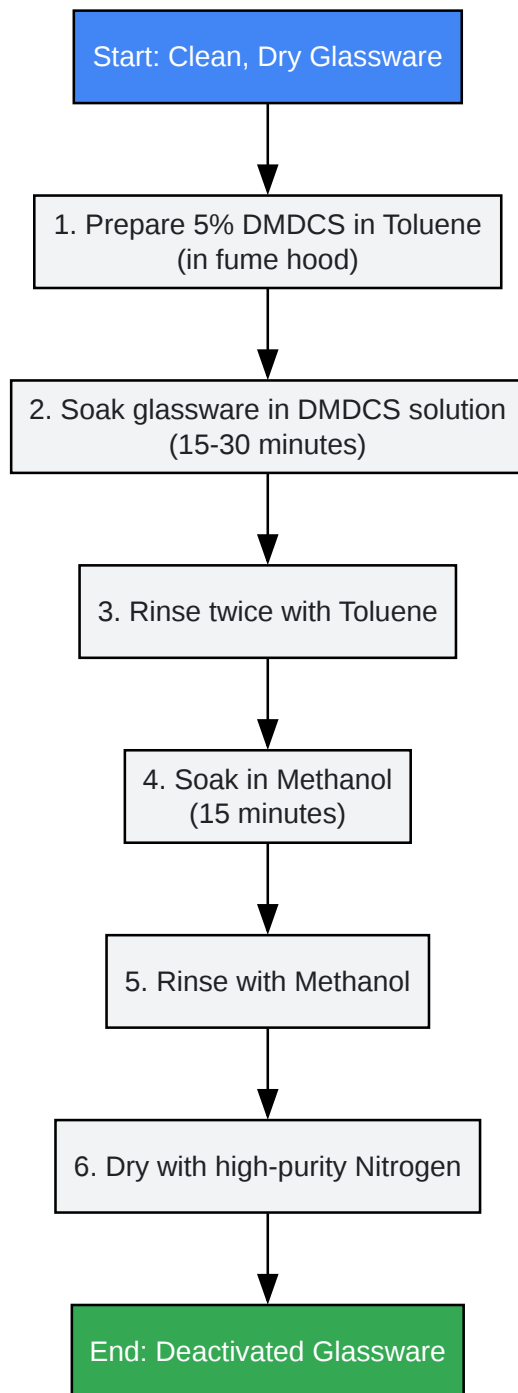 Start: Clean, Dry Glassware
1. Prepare 5% DMDCS in Toluene
(in fume hood)
2. Soak glassware in DMDCS solution
(15-30 minutes)
3. Rinse twice with Toluene
4. Soak in Methanol
(15 minutes)
5. Rinse with Methanol
6. Dry with high-purity Nitrogen
End: Deactivated Glassware